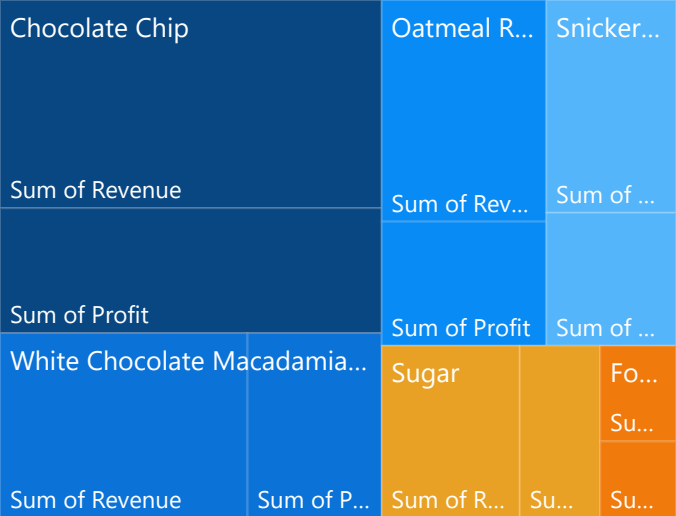 Chocolate Chip
Sum of Revenue
Sum of Profit
White Chocolate Macadamia...
Sum of Revenue
Sum of P...
Oatmeal R...
Sum of Rev...
Sum of Profit
Snicker...
Sum of ...
Sum of ...
Sugar
Sum of R...
Su...
Fo...
Su...
Su...